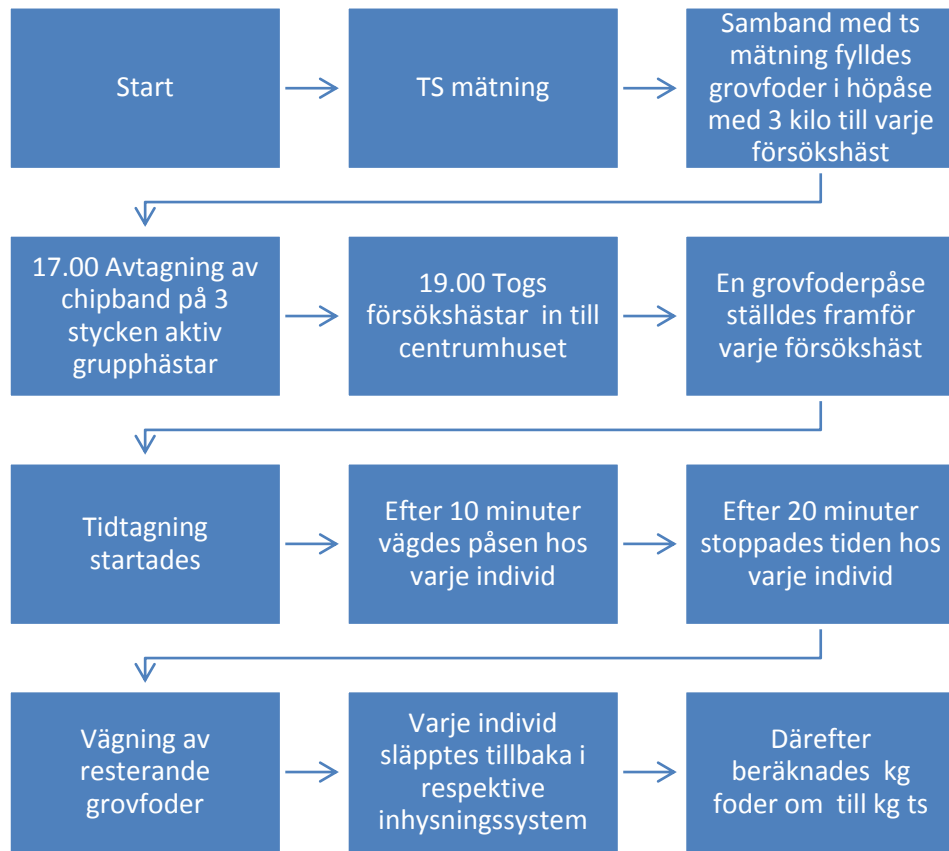 Start
TS mätning
Samband med ts
mätning fylldes
grovfoder i höpåse
med 3 kilo till varje
försökshäst
17.00 Avtagning av
chipband på 3
stycken aktiv
grupphästar
19.00 Togs
försökshästar in till
centrumhuset
En grovfoderpåse
ställdes framför
varje försökshäst
Tidtagning
startades
Efter 10 minuter
vägdes påsen hos
varje individ
Efter 20 minuter
stoppades tiden hos
varje individ
Vägning av
resterande
grovfoder
Varje individ
släpptes tillbaka i
respektive
inhysningssystem
Därefter
beräknades kg
foder om till kg ts